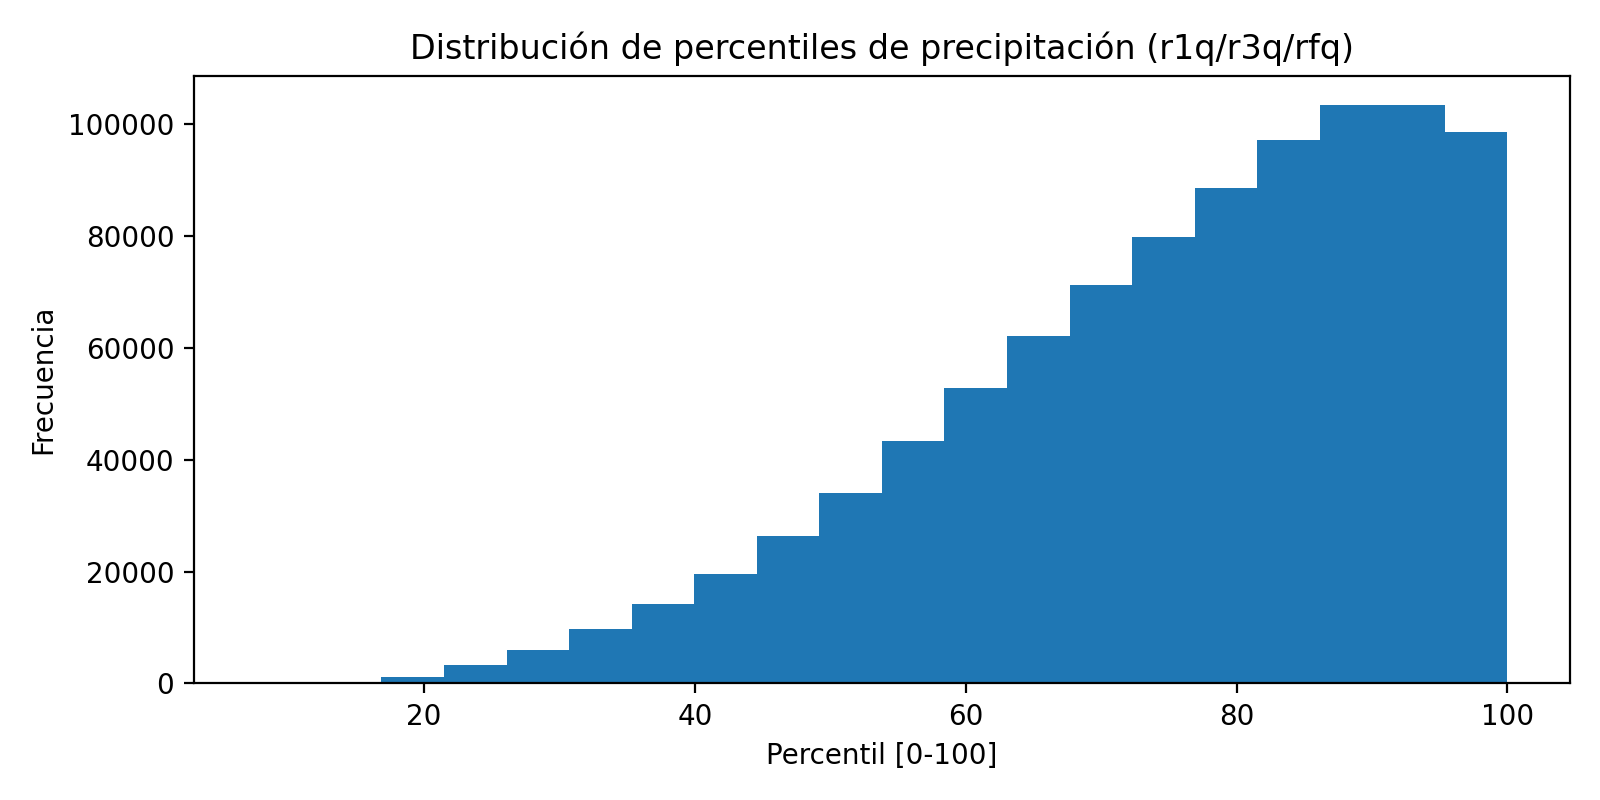 Distribución de percentiles de precipitación (r1q/r3q/rfq)
100000
80000
60000
40000
20000
0
Frecuencia
20 40 60 80 100
Percentil [0-100]